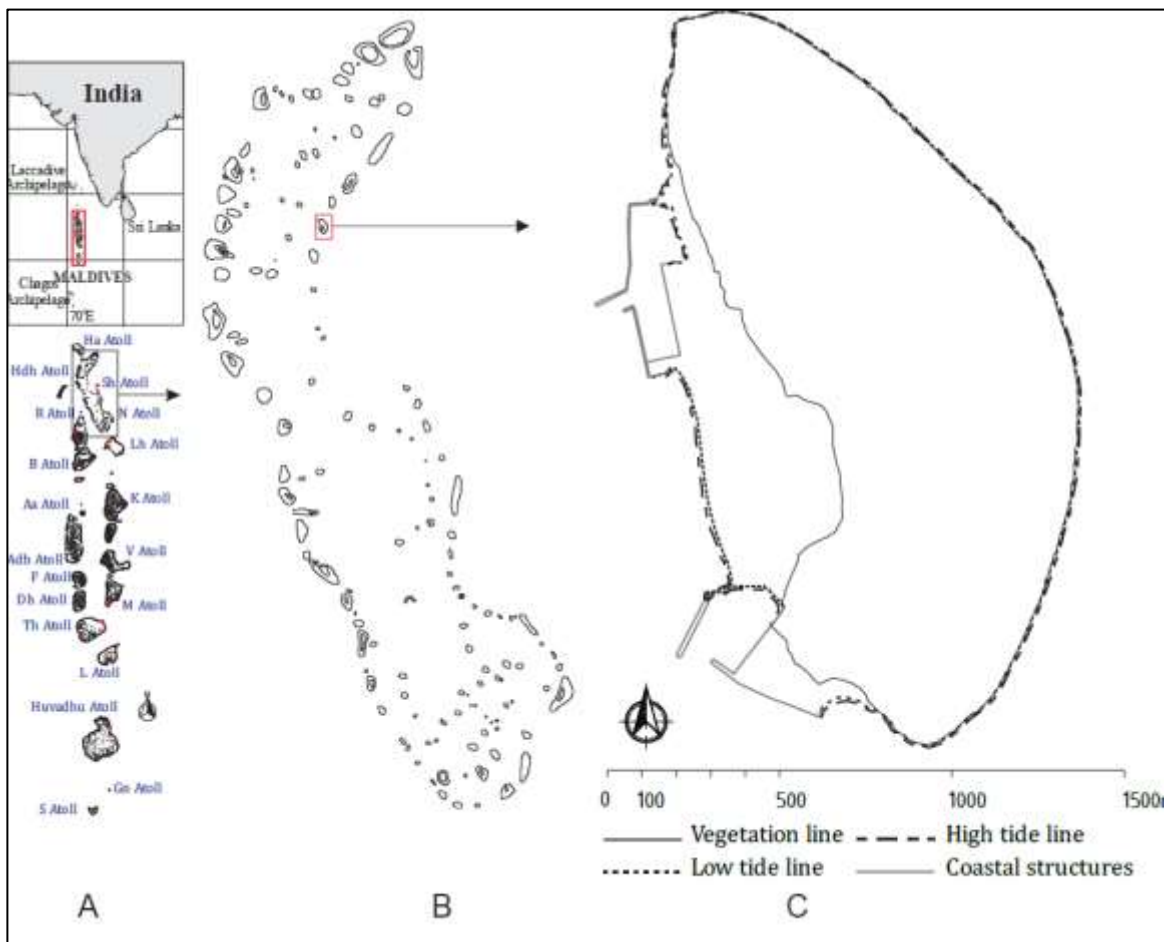 India
Laccadive
Archipelago
Sri Lanka
MALDIVES
Chagos
Archipelago
70°E
Ha Atoll
Hdh Atoll
Sh Atoll
R Atoll
N Atoll
Lh Atoll
B Atoll
Aa Atoll
K Atoll
Adh Atoll
V Atoll
F Atoll
Dh Atoll
M Atoll
Th Atoll
L Atoll
Huvadhu Atoll
Gn Atoll
S Atoll
0 100 500 1000 1500m
Vegetation line
High tide line
Low tide line
Coastal structures
A B C